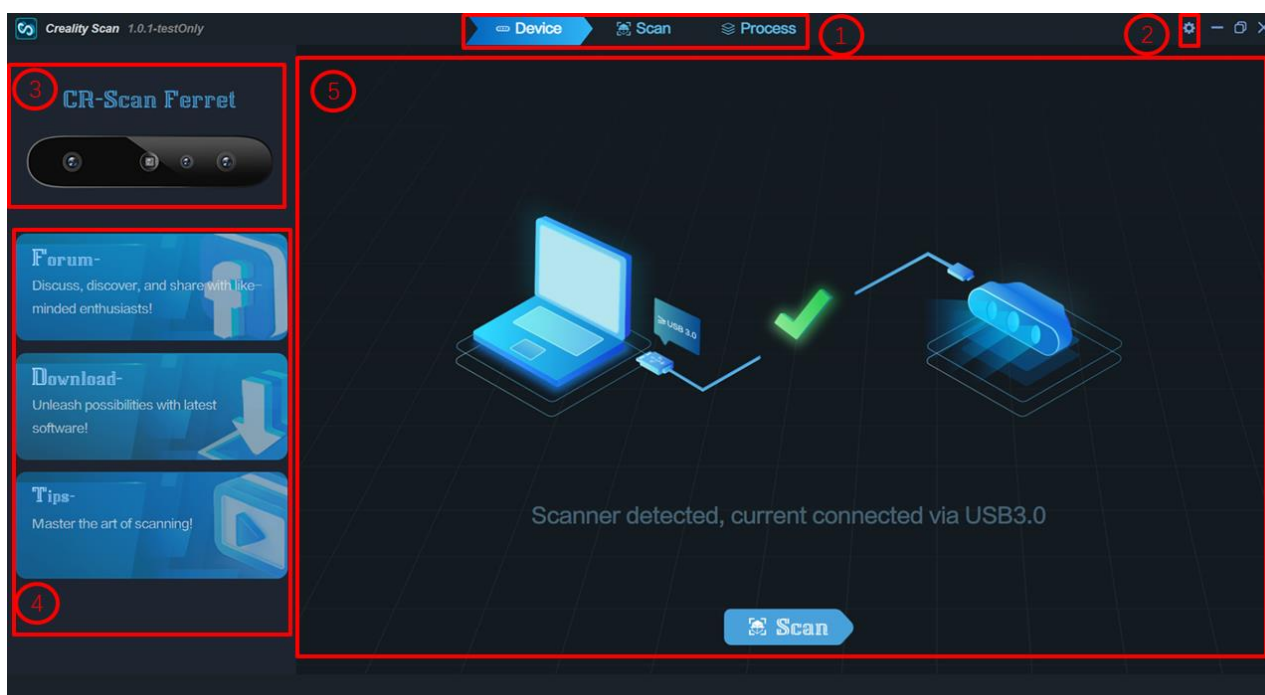 Creality Scan 1.0.1-testOnly
Device
Scan
Process
1
2
3
CR-Scan Ferret
4
Forum-
Discuss, discover, and share with like-
minded enthusiasts!
Download-
Unleash possibilities with latest
software!
Tips-
Master the art of scanning!
5
USB 3.0
Scanner detected, current connected via USB3.0
Scan